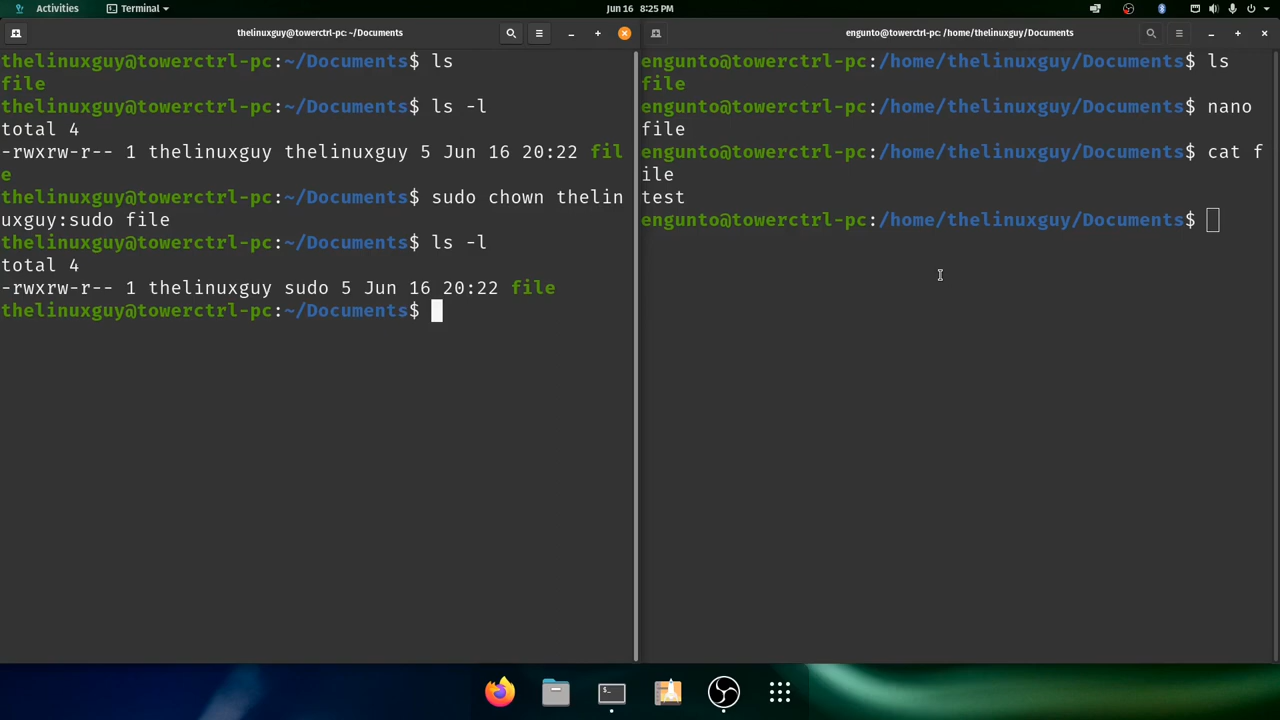 Activities
Terminal
Jun 16 8:25 PM
thelinuxguy@towerctrl-pc: ~/Documents
thelinuxguy@towerctrl-pc:~/Documents$ ls
file
thelinuxguy@towerctrl-pc:~/Documents$ ls -l
total 4
-rwxrw-r-- 1 thelinuxguy thelinuxguy 5 Jun 16 20:22 fil
e
thelinuxguy@towerctrl-pc:~/Documents$ sudo chown thelin
uxguy:sudo file
thelinuxguy@towerctrl-pc:~/Documents$ ls -l
total 4
-rwxrw-r-- 1 thelinuxguy sudo 5 Jun 16 20:22 file
thelinuxguy@towerctrl-pc:~/Documents$
engunto@towerctrl-pc: /home/thelinuxguy/Documents
engunto@towerctrl-pc:/home/thelinuxguy/Documents$ ls
file
engunto@towerctrl-pc:/home/thelinuxguy/Documents$ nano
file
engunto@towerctrl-pc:/home/thelinuxguy/Documents$ cat f
ile
test
engunto@towerctrl-pc:/home/thelinuxguy/Documents$